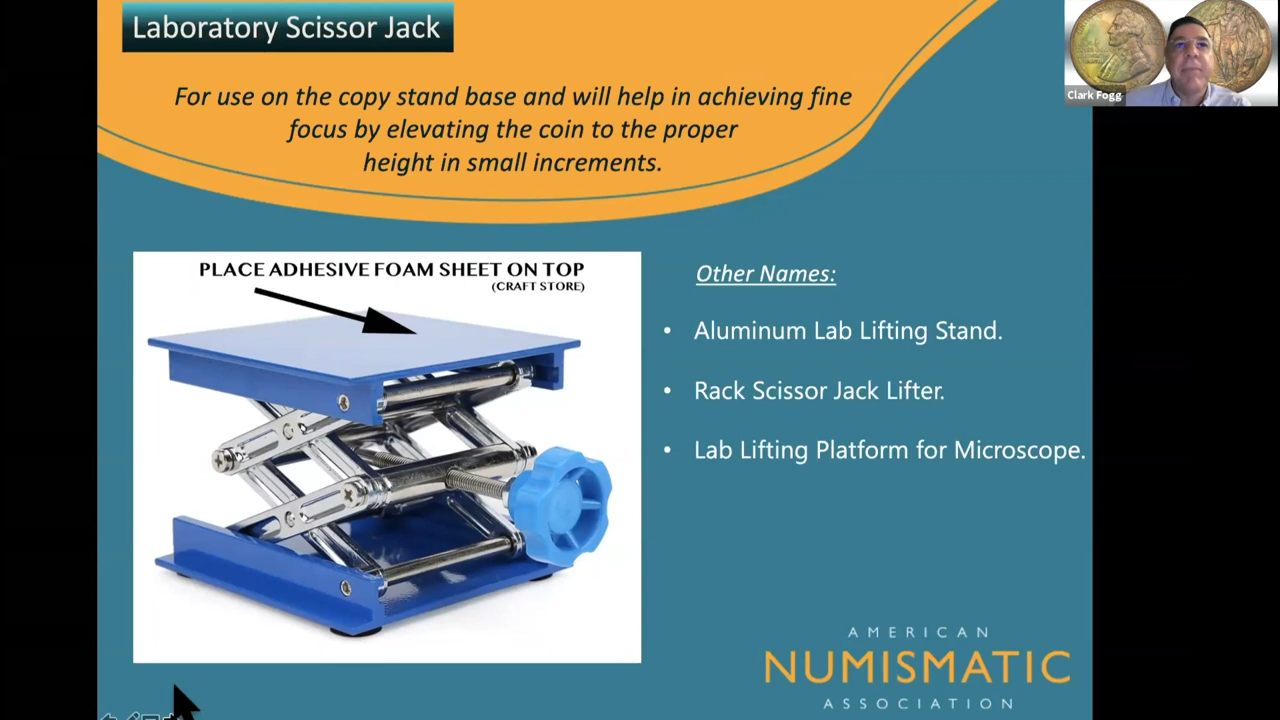 Laboratory Scissor Jack
For use on the copy stand base and will help in achieving fine
focus by elevating the coin to the proper
height in small increments.
Clark Fogg
PLACE ADHESIVE FOAM SHEET ON TOP
(CRAFT STORE)
Other Names:
• Aluminum Lab Lifting Stand.
• Rack Scissor Jack Lifter.
• Lab Lifting Platform for Microscope.
AMERICAN
NUMISMATIC
ASSOCIATION